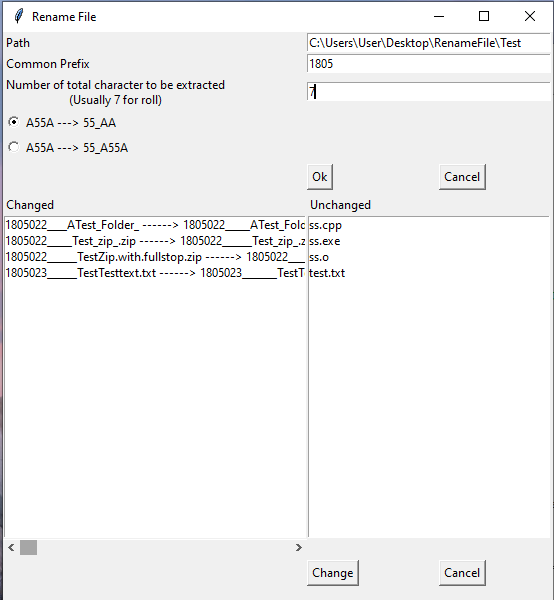 Rename File
Path
C:\Users\User\Desktop\RenameFile\Test
Common Prefix
1805
Number of total character to be extracted
(Usually 7 for roll)
7
A55A ---> 55_AA
A55A ---> 55_A55A
Ok
Cancel
Changed
Unchanged
1805022___ATest_Folder_ ------> 1805022____ATest_Fold
1805022____Test_zip_.zip ------> 1805022_____Test_zip_.z
1805022_____TestZip.with.fullstop.zip ------> 1805022____
1805023_____TestTesttext.txt ------> 1805023______TestT
ss.cpp
ss.exe
ss.o
test.txt
Change
Cancel